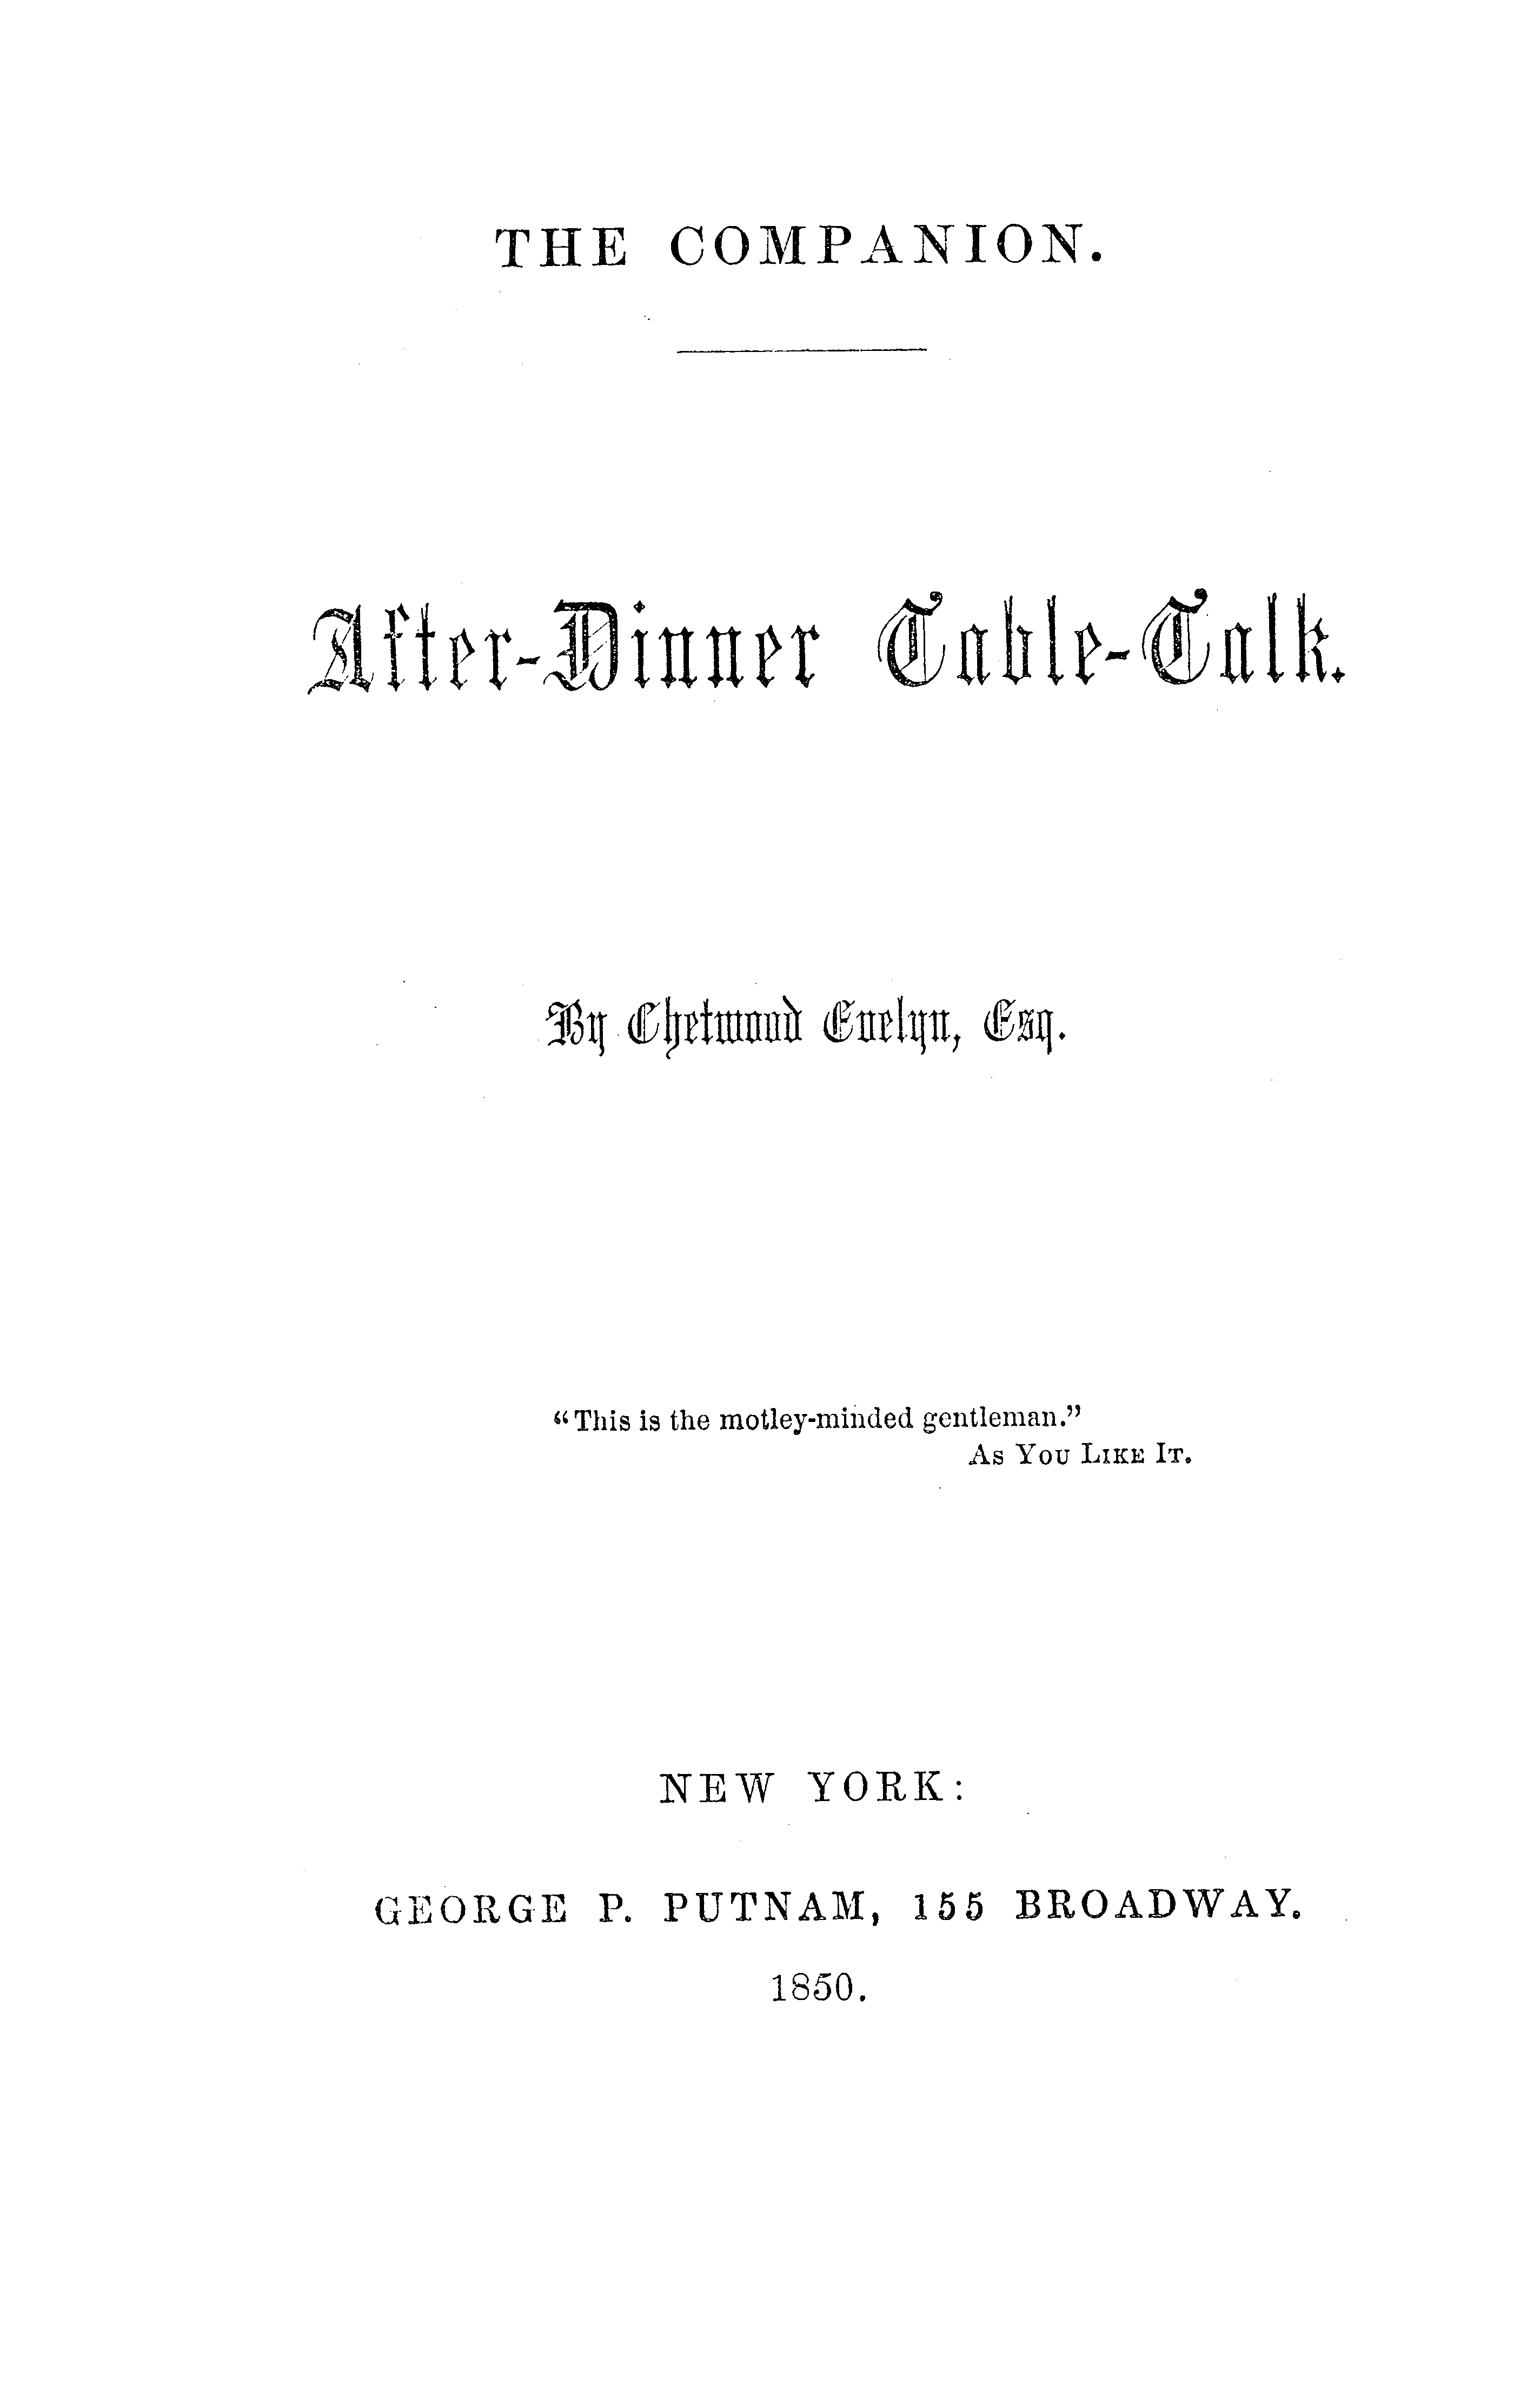 THE COMPANION.
After-Dinner Table-Talk.
By Chetwood Evelyn, Esq.
“This is the motley-minded gentleman.”
As You Like It.
NEW YORK:
GEORGE P. PUTNAM, 155 BROADWAY.
1850.